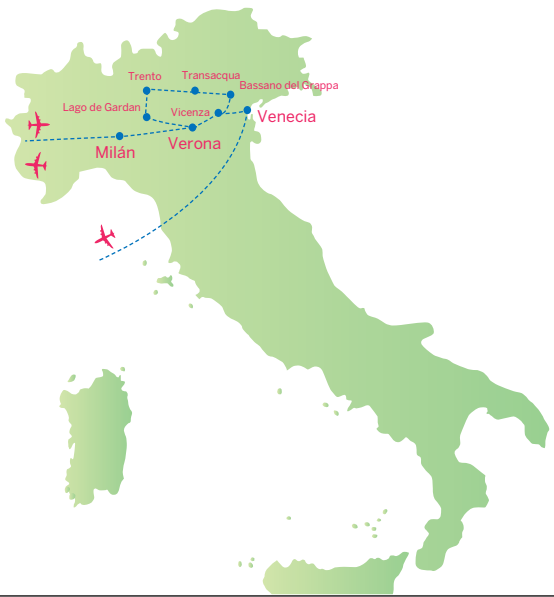 Trento
Transacqua
Bassano del Grappa
Lago de Gardan
Vicenza
Venecia
Verona
Milán